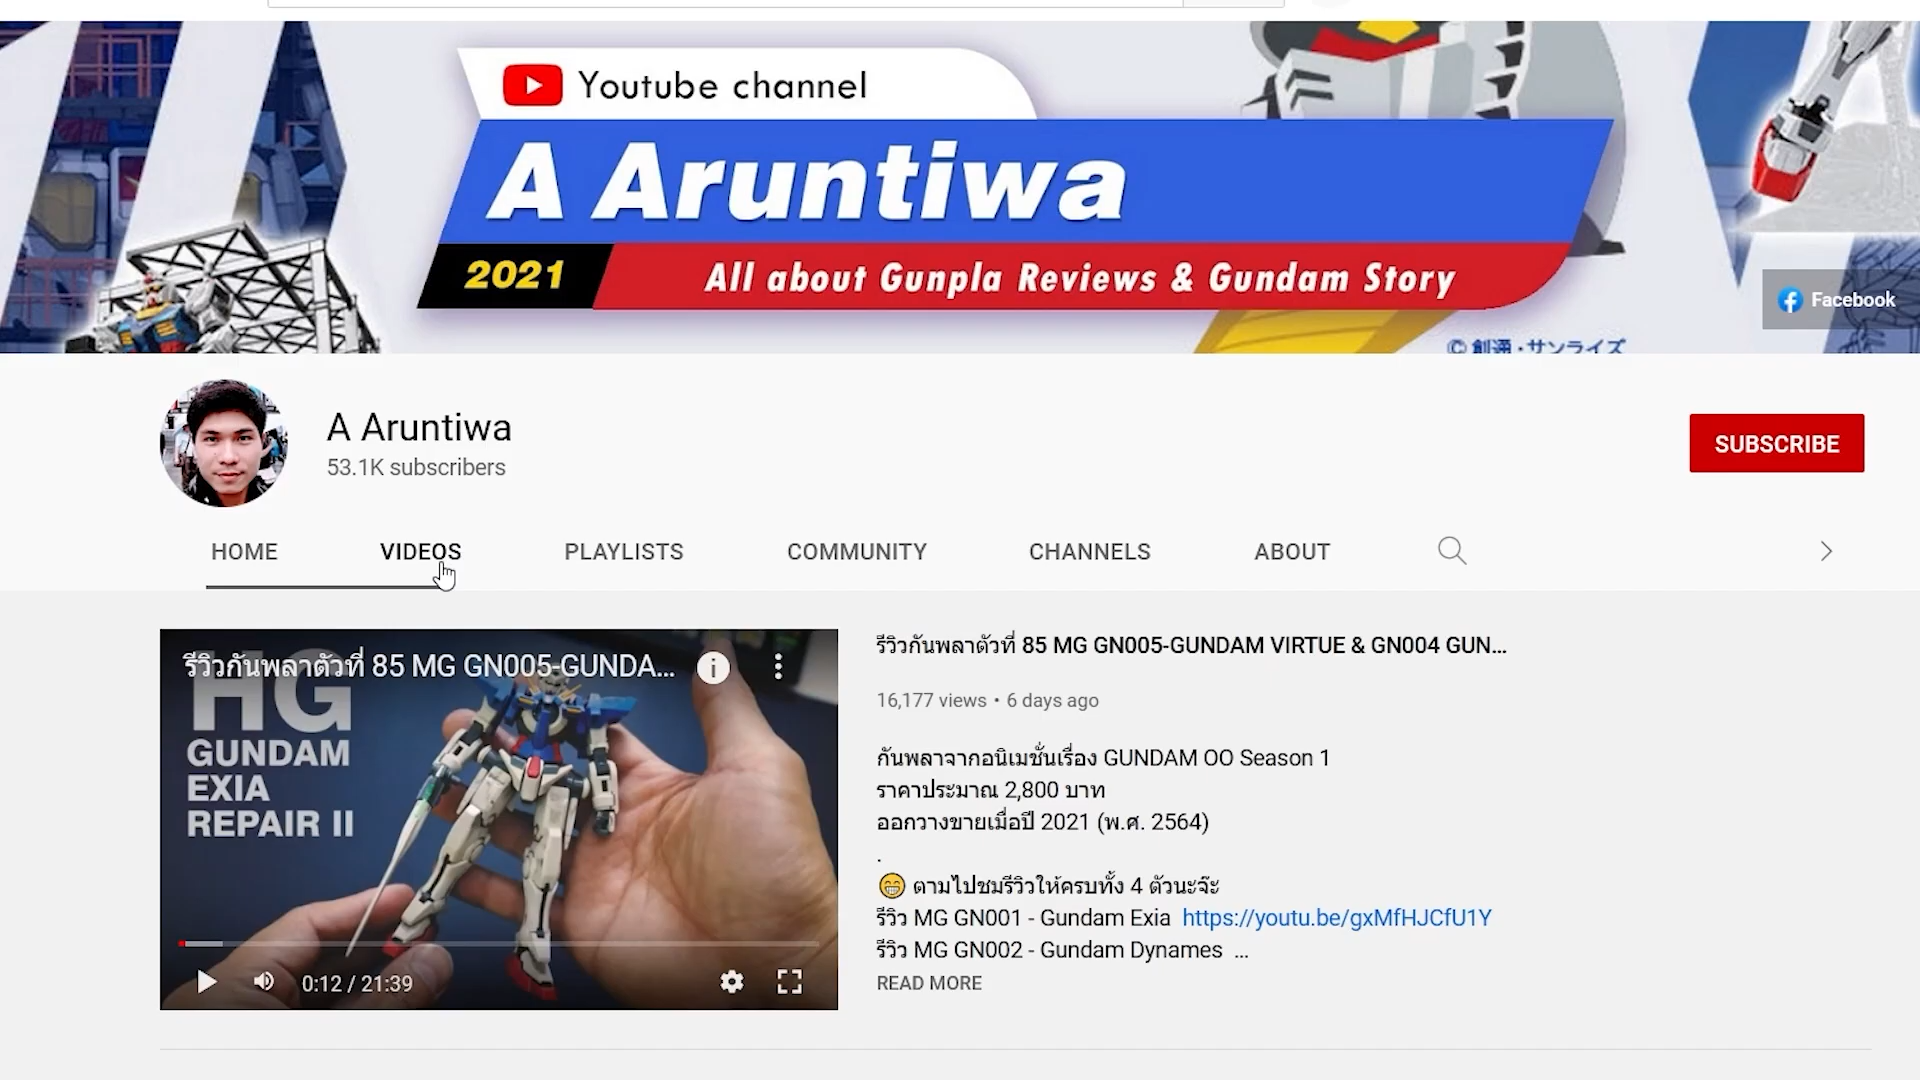 Youtube channel
A Aruntiwa
2021
All about Gunpla Reviews & Gundam Story
Facebook
© 創通・サンライズ
A Aruntiwa
53.1K subscribers
SUBSCRIBE
HOME
VIDEOS
PLAYLISTS
COMMUNITY
CHANNELS
ABOUT
รีวิวกันพลาตัวที่ 85 MG GN005-GUNDA...
HG
GUNDAM
EXIA
REPAIR II
0:12 / 21:39
รีวิวกันพลาตัวที่ 85 MG GN005-GUNDAM VIRTUE & GN004 GUN...
16,177 views • 6 days ago
กันพลาจากอนิเมชั่นเรื่อง GUNDAM OO Season 1
ราคาประมาณ 2,800 บาท
ออกวางขายเมื่อปี 2021 (พ.ศ. 2564)
.
😁 ตามไปชมรีวิวให้ครบทั้ง 4 ตัวนะจ๊ะ
รีวิว MG GN001 - Gundam Exia https://youtu.be/gxMfHJCfU1Y
รีวิว MG GN002 - Gundam Dynames ...
READ MORE